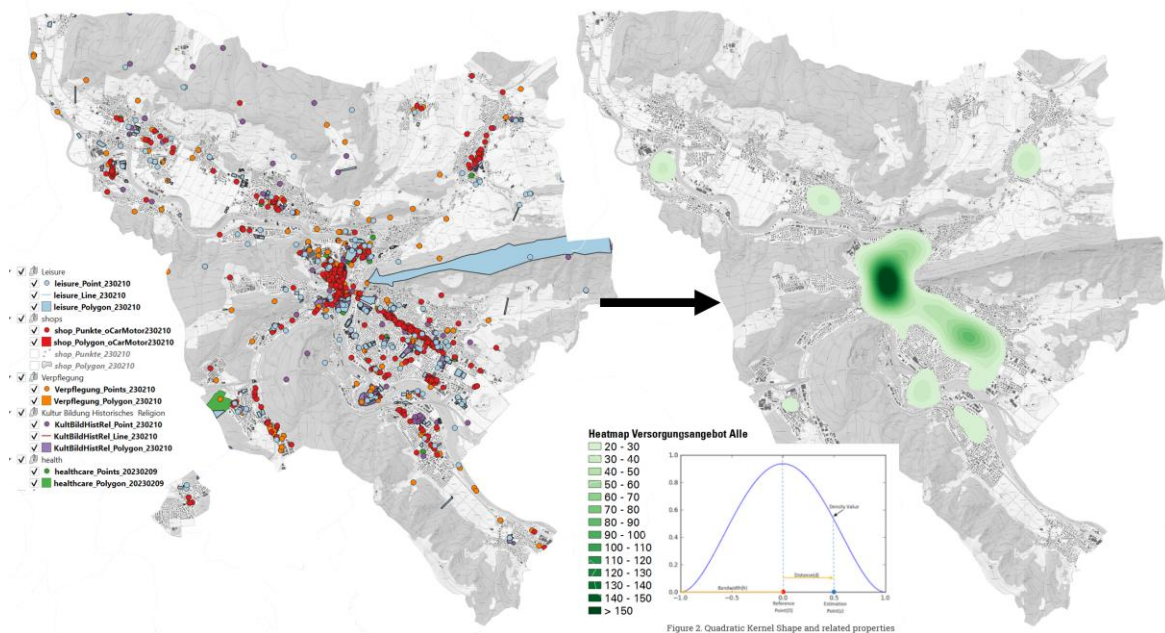 Leisure
leisure_Point_230210
leisure_Line_230210
leisure_Polygon_230210
shops
shop_Punkte_oCarMotor230210
shop_Polygon_oCarMotor230210
shop_Punkte_230210
shop_Polygon_230210
Verpflegung
Verpflegung_Points_230210
Verpflegung_Polygon_230210
Kultur Bildung Historisches Religion
KultBildHistRel_Point_230210
KultBildHistRel_Line_230210
KultBildHistRel_Polygon_230210
health
healthcare_Points_20230209
healthcare_Polygon_20230209
Heatmap Versorgungsangebot Alle
20 - 30
30 - 40
40 - 50
50 - 60
60 - 70
70 - 80
80 - 90
90 - 100
100 - 110
110 - 120
120 - 130
130 - 140
140 - 150
> 150
1.0
0.8
0.6
0.4
0.2
0.0
Density Value
Distance(d)
Bandwidth(h)
-1.0
-0.5
0.0
0.5
1.0
Reference
Point(D)
Estimation
Point(y)
Figure 2. Quadratic Kernel Shape and related properties